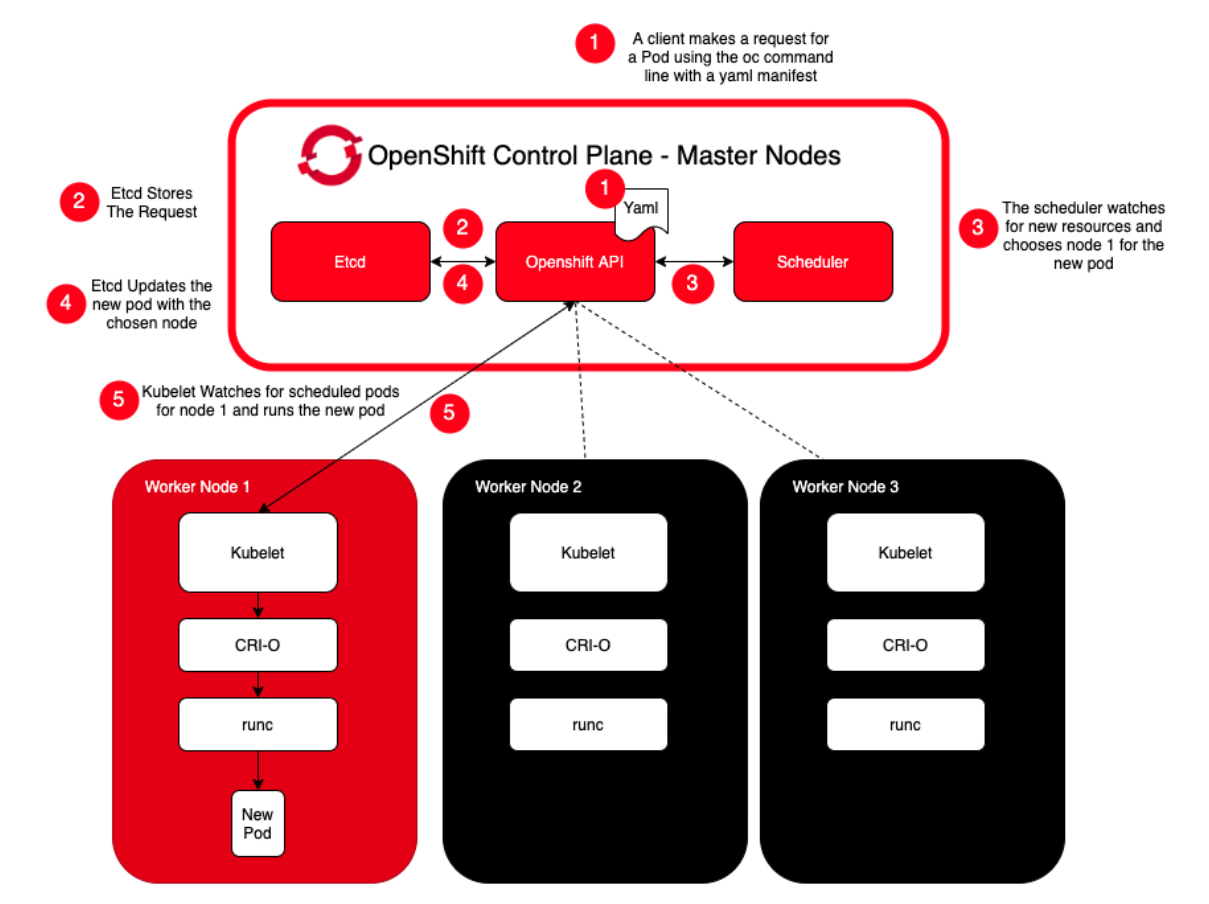 1
A client makes a request for
a Pod using the oc command
line with a yaml manifest
OpenShift Control Plane - Master Nodes
1
Yaml
2
Etcd Stores
The Request
Etcd
2
4
Openshift API
3
Scheduler
3
The scheduler watches
for new resources and
chooses node 1 for the
new pod
4
Etcd Updates the
new pod with the
chosen node
5
Kubelet Watches for scheduled pods
for node 1 and runs the new pod
5
Worker Node 1
Kubelet
CRI-O
runc
New
Pod
Worker Node 2
Kubelet
CRI-O
runc
Worker Node 3
Kubelet
CRI-O
runc